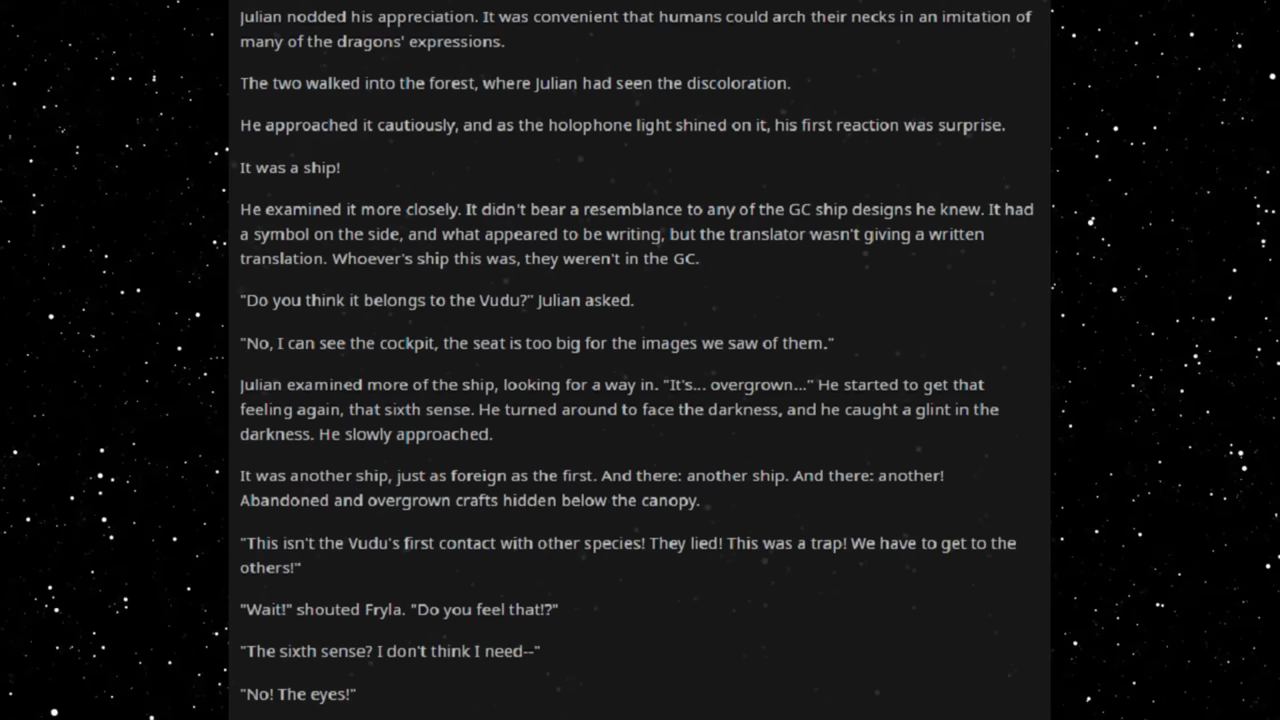 Julian nodded his appreciation. It was convenient that humans could arch their necks in an imitation of
many of the dragons' expressions.
The two walked into the forest, where Julian had seen the discoloration.
He approached it cautiously, and as the holophone light shined on it, his first reaction was surprise.
It was a ship!
He examined it more closely. It didn't bear a resemblance to any of the GC ship designs he knew. It had
a symbol on the side, and what appeared to be writing, but the translator wasn't giving a written
translation. Whoever's ship this was, they weren't in the GC.
"Do you think it belongs to the Vudu?" Julian asked.
"No, I can see the cockpit, the seat is too big for the images we saw of them."
Julian examined more of the ship, looking for a way in. "It's... overgrown..." He started to get that
feeling again, that sixth sense. He turned around to face the darkness, and he caught a glint in the
darkness. He slowly approached.
It was another ship, just as foreign as the first. And there: another ship. And there: another!
Abandoned and overgrown crafts hidden below the canopy.
"This isn't the Vudu's first contact with other species! They lied! This was a trap! We have to get to the
others!"
"Wait!" shouted Fryla. "Do you feel that!?"
"The sixth sense? I don't think I need--"
"No! The eyes!"